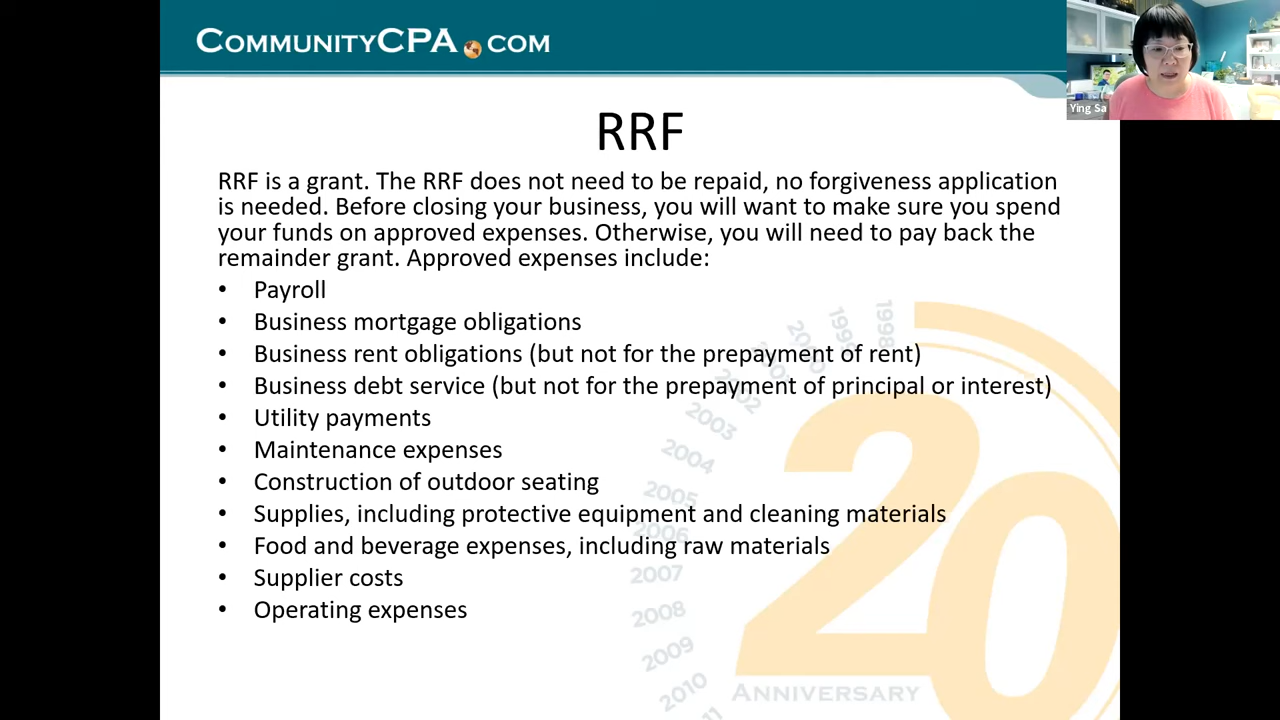 COMMUNITYCPA.COM
Ying Sa
RRF
RRF is a grant. The RRF does not need to be repaid, no forgiveness application
is needed. Before closing your business, you will want to make sure you spend
your funds on approved expenses. Otherwise, you will need to pay back the
remainder grant. Approved expenses include:
• Payroll
• Business mortgage obligations
• Business rent obligations (but not for the prepayment of rent)
• Business debt service (but not for the prepayment of principal or interest)
• Utility payments
• Maintenance expenses
• Construction of outdoor seating
• Supplies, including protective equipment and cleaning materials
• Food and beverage expenses, including raw materials
• Supplier costs
• Operating expenses
1998
1999
2000
2002
2003
2004
2005
2006
2007
2008
2009
2010
20
ANNIVERSARY